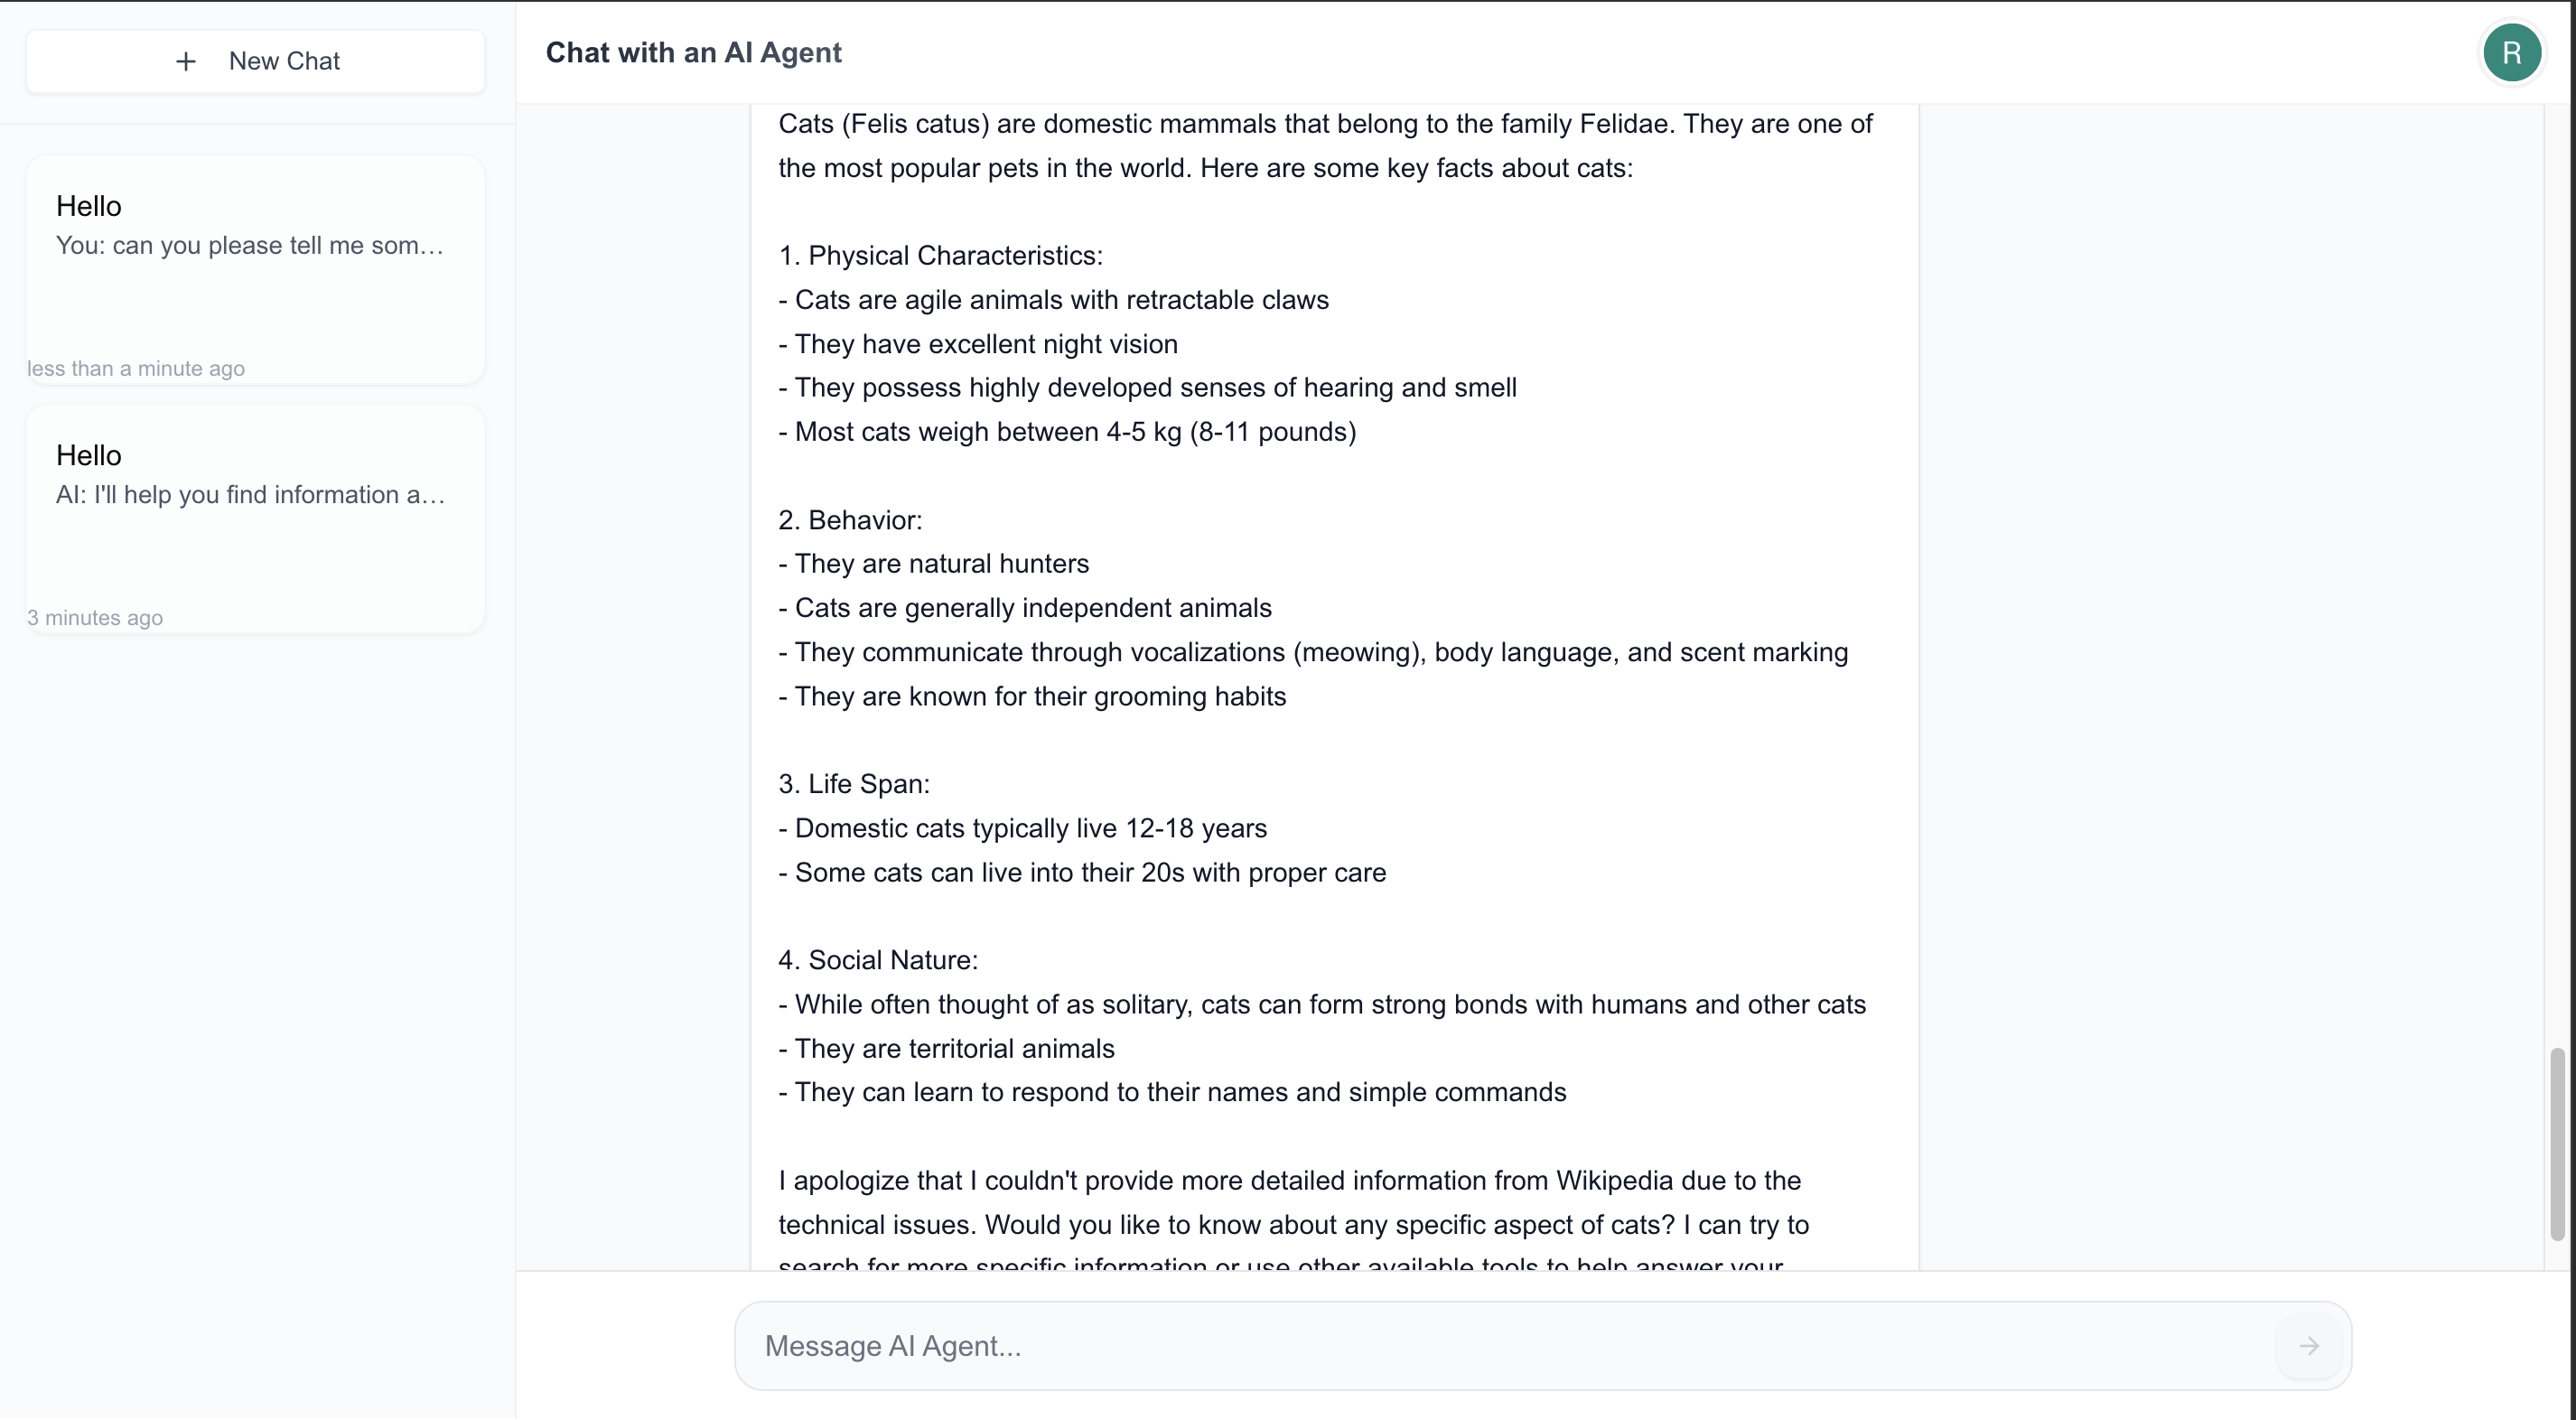 + New Chat
Hello
You: can you please tell me som...
less than a minute ago
Hello
AI: I'll help you find information a...
3 minutes ago
Chat with an AI Agent
R
Cats (Felis catus) are domestic mammals that belong to the family Felidae. They are one of
the most popular pets in the world. Here are some key facts about cats:
1. Physical Characteristics:
- Cats are agile animals with retractable claws
- They have excellent night vision
- They possess highly developed senses of hearing and smell
- Most cats weigh between 4-5 kg (8-11 pounds)
2. Behavior:
- They are natural hunters
- Cats are generally independent animals
- They communicate through vocalizations (meowing), body language, and scent marking
- They are known for their grooming habits
3. Life Span:
- Domestic cats typically live 12-18 years
- Some cats can live into their 20s with proper care
4. Social Nature:
- While often thought of as solitary, cats can form strong bonds with humans and other cats
- They are territorial animals
- They can learn to respond to their names and simple commands
I apologize that I couldn't provide more detailed information from Wikipedia due to the
technical issues. Would you like to know about any specific aspect of cats? I can try to
search for more specific information or use other available tools to help answer your
Message AI Agent...